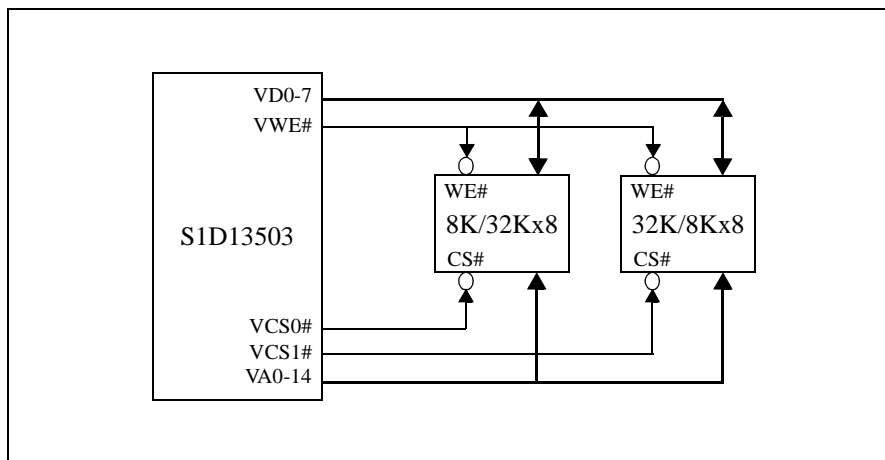 VD0-7
VWE#
S1D13503
VCS0#
VCS1#
VA0-14
WE#
8K/32Kx8
CS#
WE#
32K/8Kx8
CS#